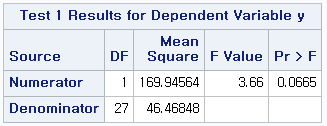 Test 1 Results for Dependent Variable y
Source DF Mean Square F Value Pr > F
Numerator 1 169.94564 3.66 0.0665
Denominator 27 46.46848